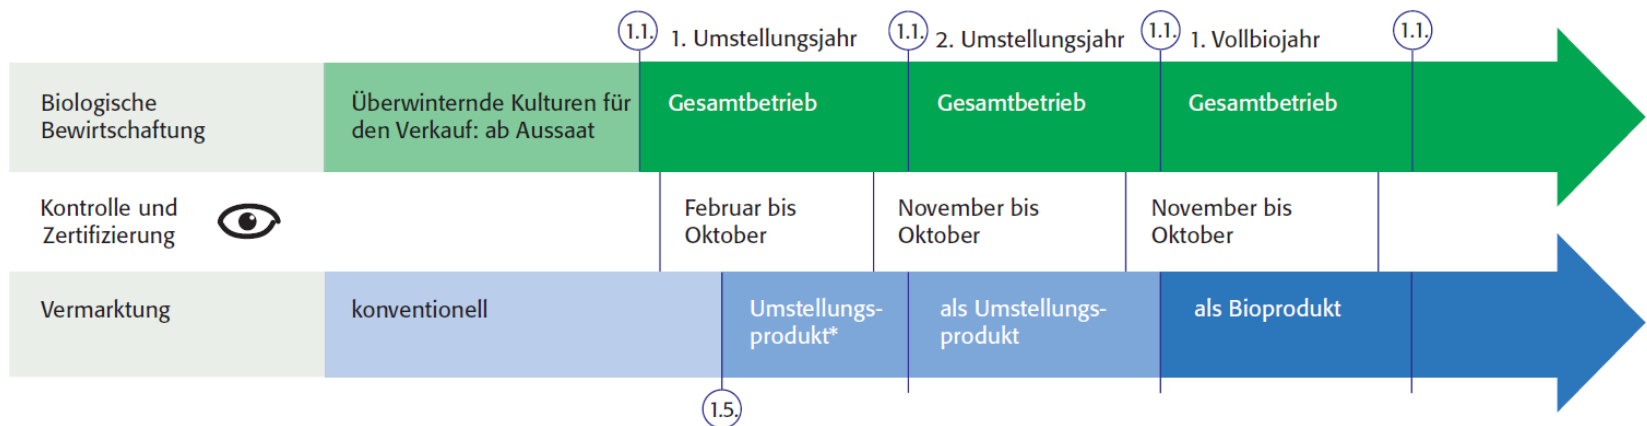 1.1.
1. Umstellungsjahr
1.1.
2. Umstellungsjahr
1.1.
1. Vollbiojahr
1.1.
Biologische
Bewirtschaftung
Überwinternde Kulturen für
den Verkauf: ab Aussaat
Gesamtbetrieb
Gesamtbetrieb
Gesamtbetrieb
Kontrolle und
Zertifizierung
Februar bis
Oktober
November bis
Oktober
November bis
Oktober
Vermarktung
konventionell
Umstellungs-
produkt*
als Umstellungs-
produkt
als Bioprodukt
1.5.